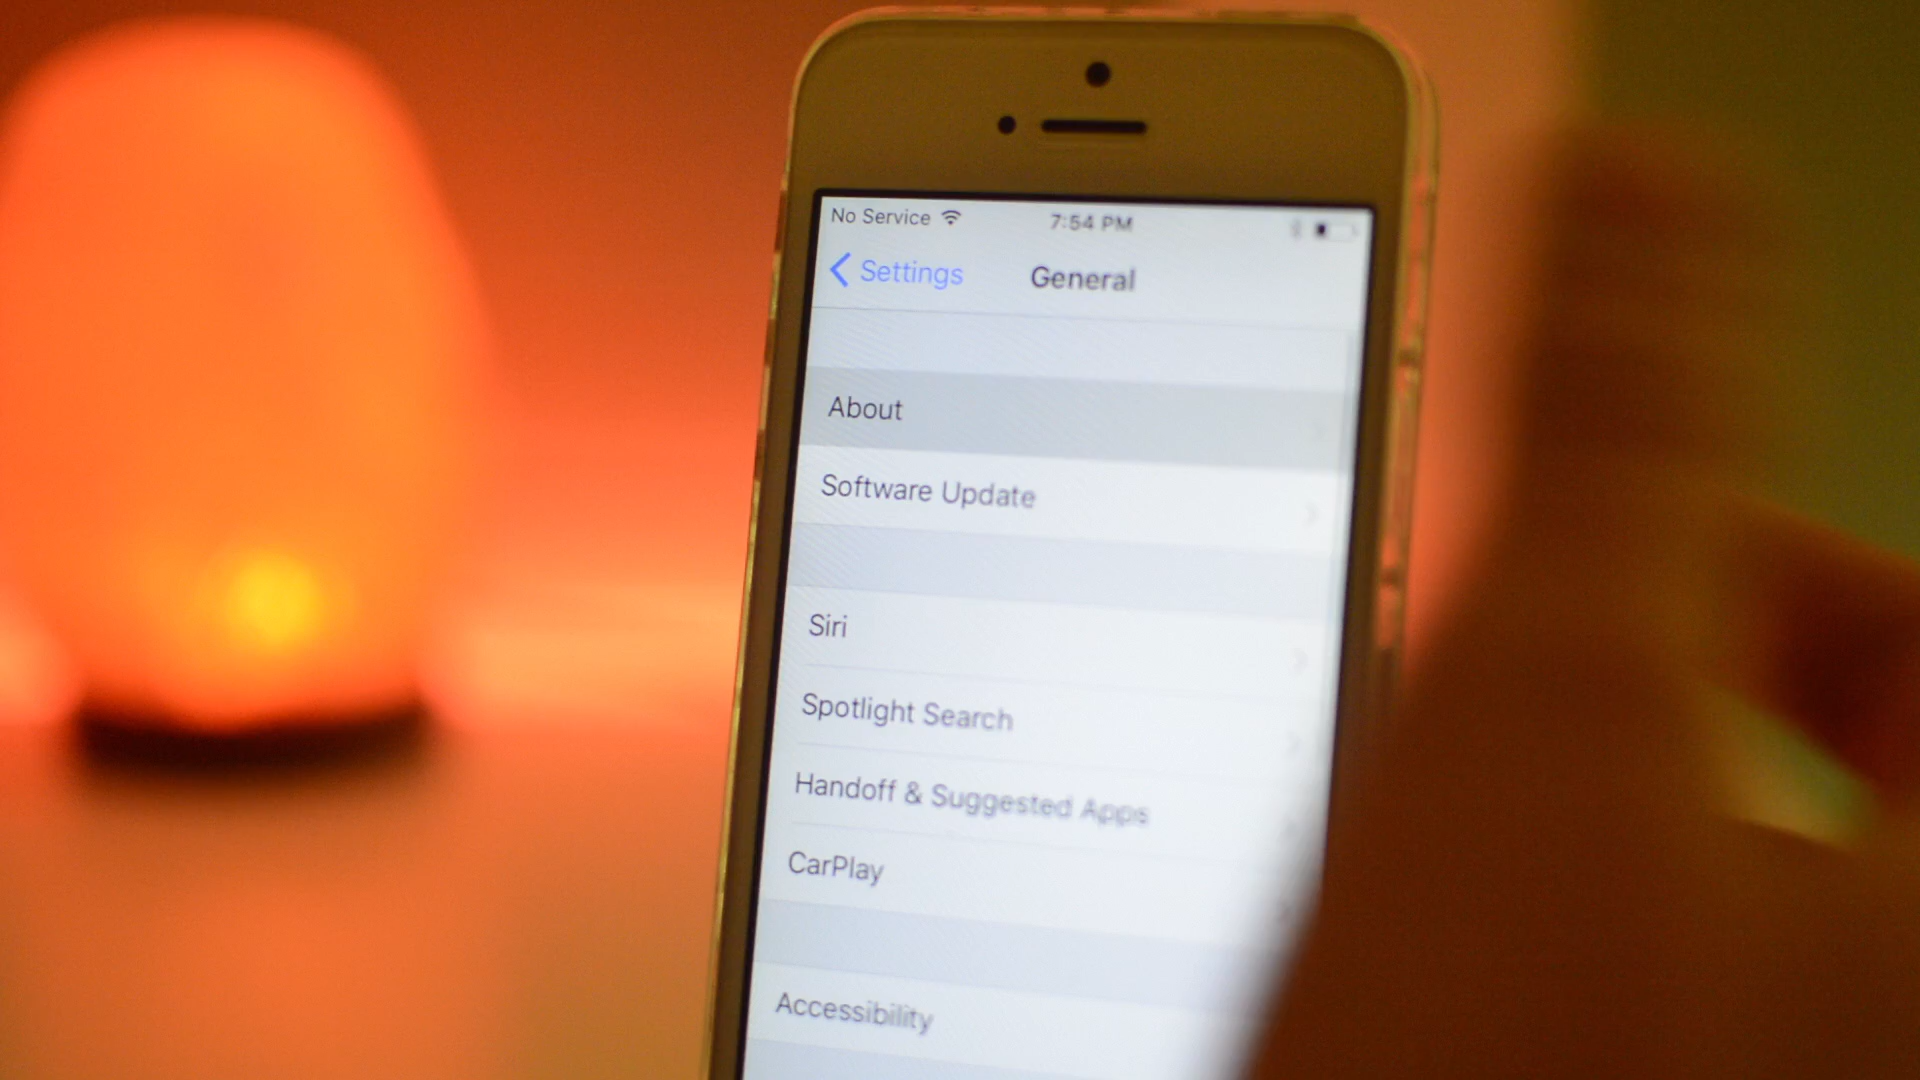 No Service 7:54 PM
Settings General
About
Software Update
Siri
Spotlight Search
Handoff & Suggested Apps
CarPlay
Accessibility